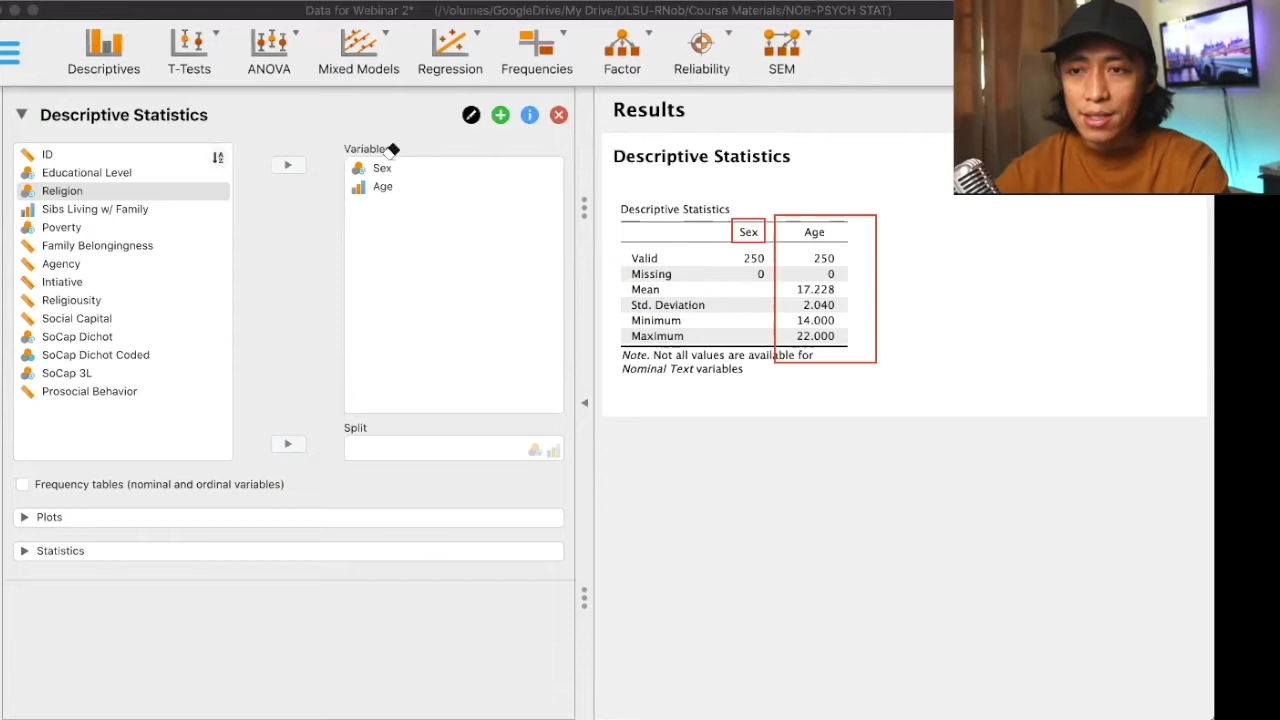 Data for Webinar 2* (/Volumes/GoogleDrive/My Drive/DLSU-RNob/Course Materials/NOB-PSYCH STAT)
Descriptives
T-Tests
ANOVA
Mixed Models
Regression
Frequencies
Factor
Reliability
SEM
Descriptive Statistics
ID
Educational Level
Religion
Sibs Living w/ Family
Poverty
Family Belongingness
Agency
Intiative
Religiousity
Social Capital
SoCap Dichot
SoCap Dichot Coded
SoCap 3L
Prosocial Behavior
Variable
Sex
Age
Split
Frequency tables (nominal and ordinal variables)
Plots
Statistics
Results
Descriptive Statistics
Descriptive Statistics
Sex Age
Valid 250 250
Missing 0 0
Mean 17.228
Std. Deviation 2.040
Minimum 14.000
Maximum 22.000
Note. Not all values are available for
Nominal Text variables